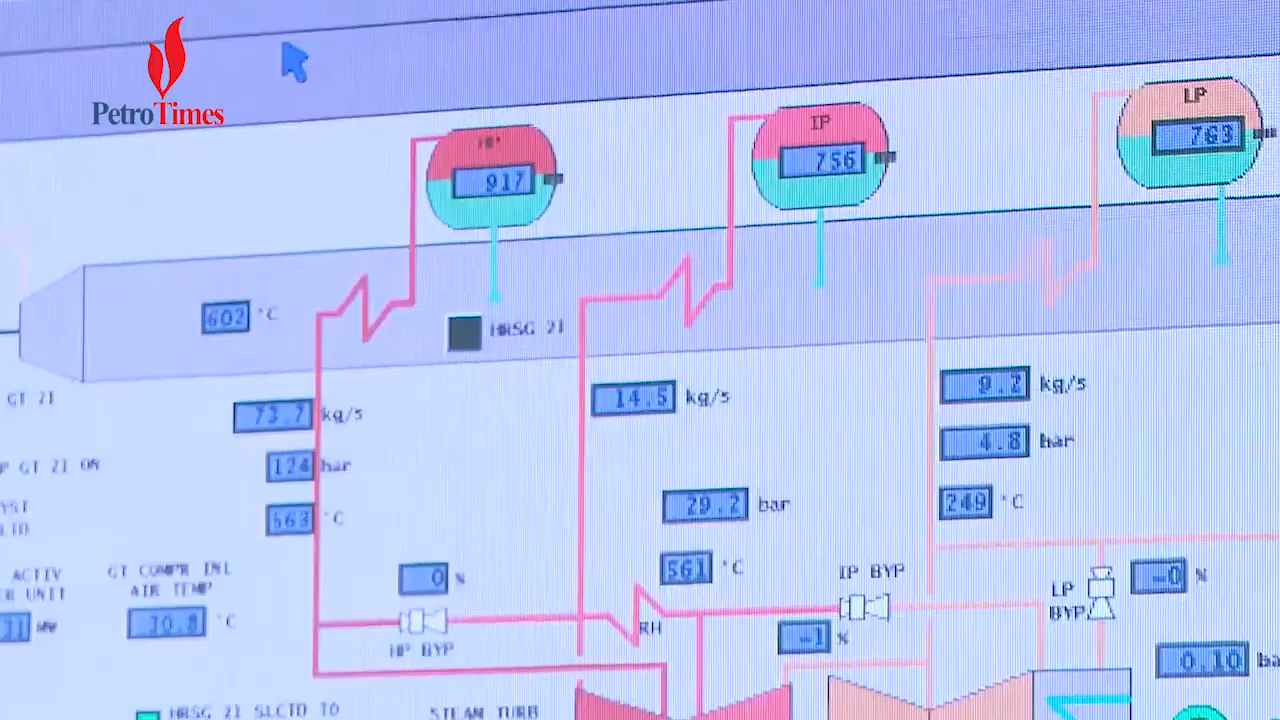 PetroTimes
HP
917
IP
756
LP
763
602 °C
HRSG 21
GT 21
73.7 kg/s
14.5 kg/s
9.2 kg/s
4.8 bar
GT 21 ON
124 bar
563 °C
29.2 bar
249 °C
561 °C
ACTIV
UNIT
MW
GT COMPR INL
AIR TEMP
30.8 °C
0 %
HP BYP
RH
IP BYP
-1 %
LP
BYP
-0 %
0.10
HRSG 21 SLCTD TO
STEAM TURB